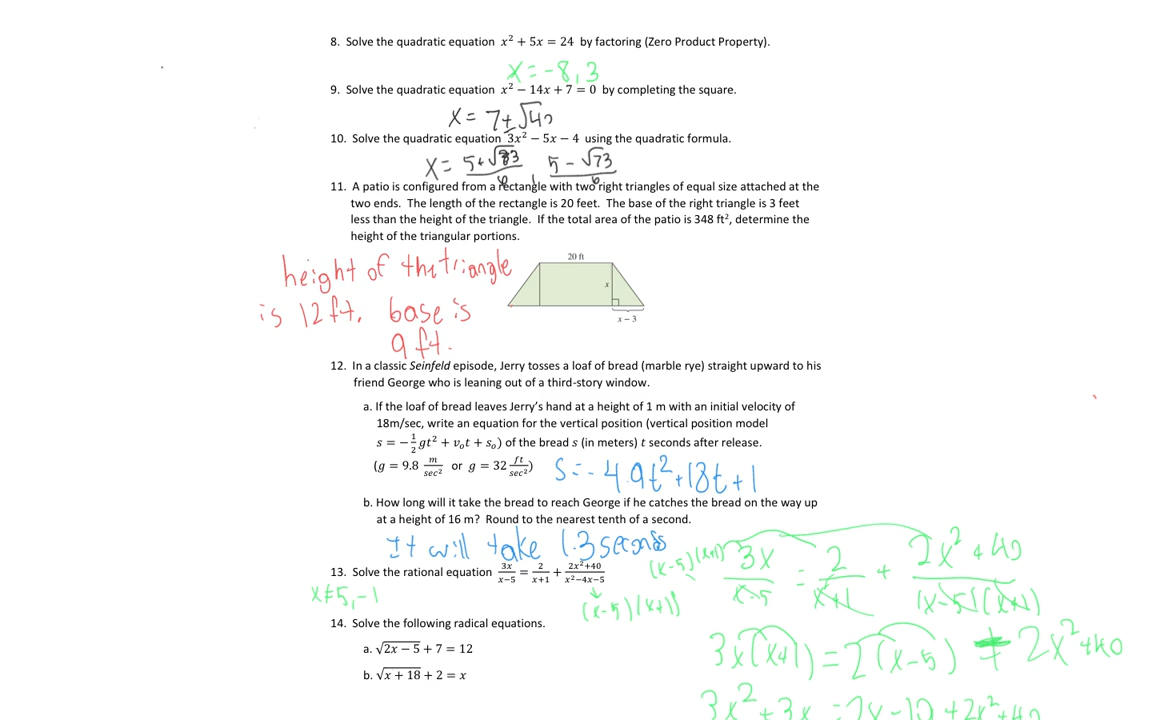 8. Solve the quadratic equation x² + 5x = 24 by factoring (Zero Product Property).
x = -8, 3
9. Solve the quadratic equation x² − 14x + 7 = 0 by completing the square.
x = 7 ± √42
10. Solve the quadratic equation 3x² − 5x − 4 using the quadratic formula.
x = (5+√73)/6, (5−√73)/6
11. A patio is configured from a rectangle with two right triangles of equal size attached at the
two ends. The length of the rectangle is 20 feet. The base of the right triangle is 3 feet
less than the height of the triangle. If the total area of the patio is 348 ft², determine the
height of the triangular portions.
20 ft
x
x − 3
height of the triangle
is 12ft. base is
9 ft.
12. In a classic Seinfeld episode, Jerry tosses a loaf of bread (marble rye) straight upward to his
friend George who is leaning out of a third-story window.
a. If the loaf of bread leaves Jerry's hand at a height of 1 m with an initial velocity of
18m/sec, write an equation for the vertical position (vertical position model
s = −1/2 gt² + v₀t + s₀) of the bread s (in meters) t seconds after release.
(g = 9.8 m/sec² or g = 32 ft/sec²) s = -4.9t² + 18t + 1
b. How long will it take the bread to reach George if he catches the bread on the way up
at a height of 16 m? Round to the nearest tenth of a second.
It will take 1.3 seconds
13. Solve the rational equation 3x/(x−5) = 2/(x+1) + (2x²+40)/(x²−4x−5)
x≠5, -1
(x-5)(x+1)
(x-5)(x+1) 3x/(x-5) = 2/(x+1) + (2x²+40)/((x-5)(x+1))
3x(x+1) = 2(x-5) + 2x²+40
3x²+3x = 2x-10+2x²+40
14. Solve the following radical equations.
a. √(2x − 5) + 7 = 12
b. √(x + 18) + 2 = x